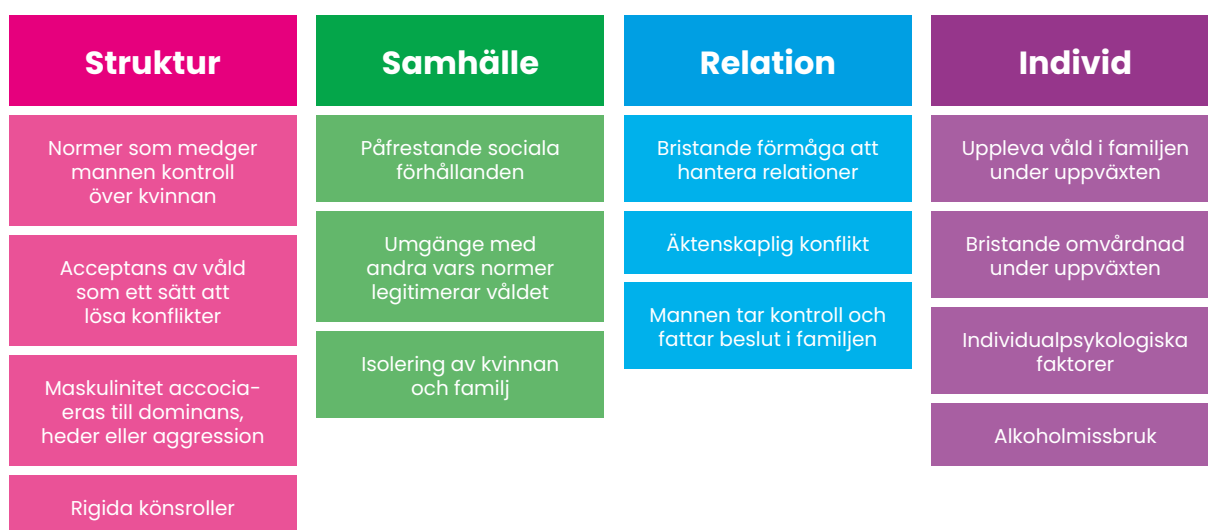 Struktur
Normer som medger
mannen kontroll
över kvinnan
Acceptans av våld
som ett sätt att
lösa konflikter
Maskulinitet accocia-
eras till dominans,
heder eller aggression
Rigida könsroller
Samhälle
Påfrestande sociala
förhållanden
Umgänge med
andra vars normer
legitimerar våldet
Isolering av kvinnan
och familj
Relation
Bristande förmåga att
hantera relationer
Äktenskaplig konflikt
Mannen tar kontroll och
fattar beslut i familjen
Individ
Uppleva våld i familjen
under uppväxten
Bristande omvårdnad
under uppväxten
Individualpsykologiska
faktorer
Alkoholmissbruk